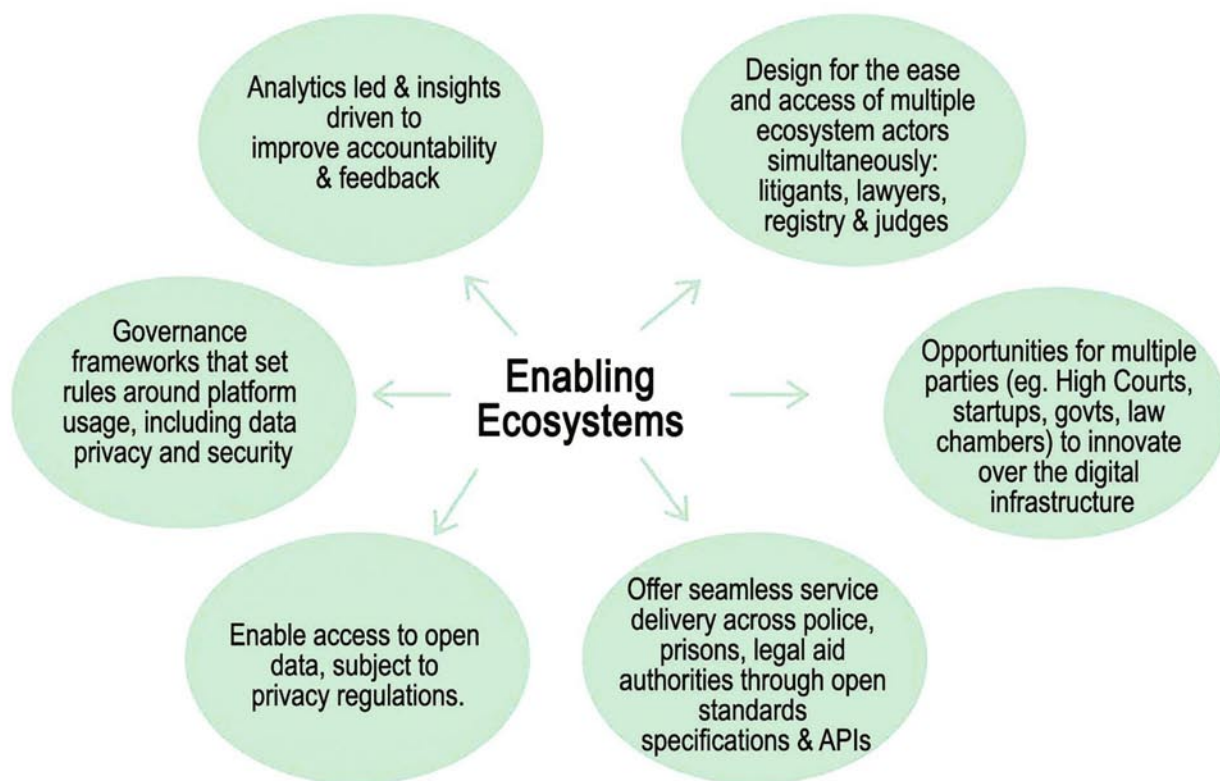 Analytics led & insights
driven to
improve accountability
& feedback
Design for the ease
and access of multiple
ecosystem actors
simultaneously:
litigants, lawyers,
registry & judges
Governance
frameworks that set
rules around platform
usage, including data
privacy and security
Enabling
Ecosystems
Opportunities for multiple
parties (eg. High Courts,
startups, govts, law
chambers) to innovate
over the digital
infrastructure
Enable access to open
data, subject to
privacy regulations.
Offer seamless service
delivery across police,
prisons, legal aid
authorities through open
standards
specifications & APIs